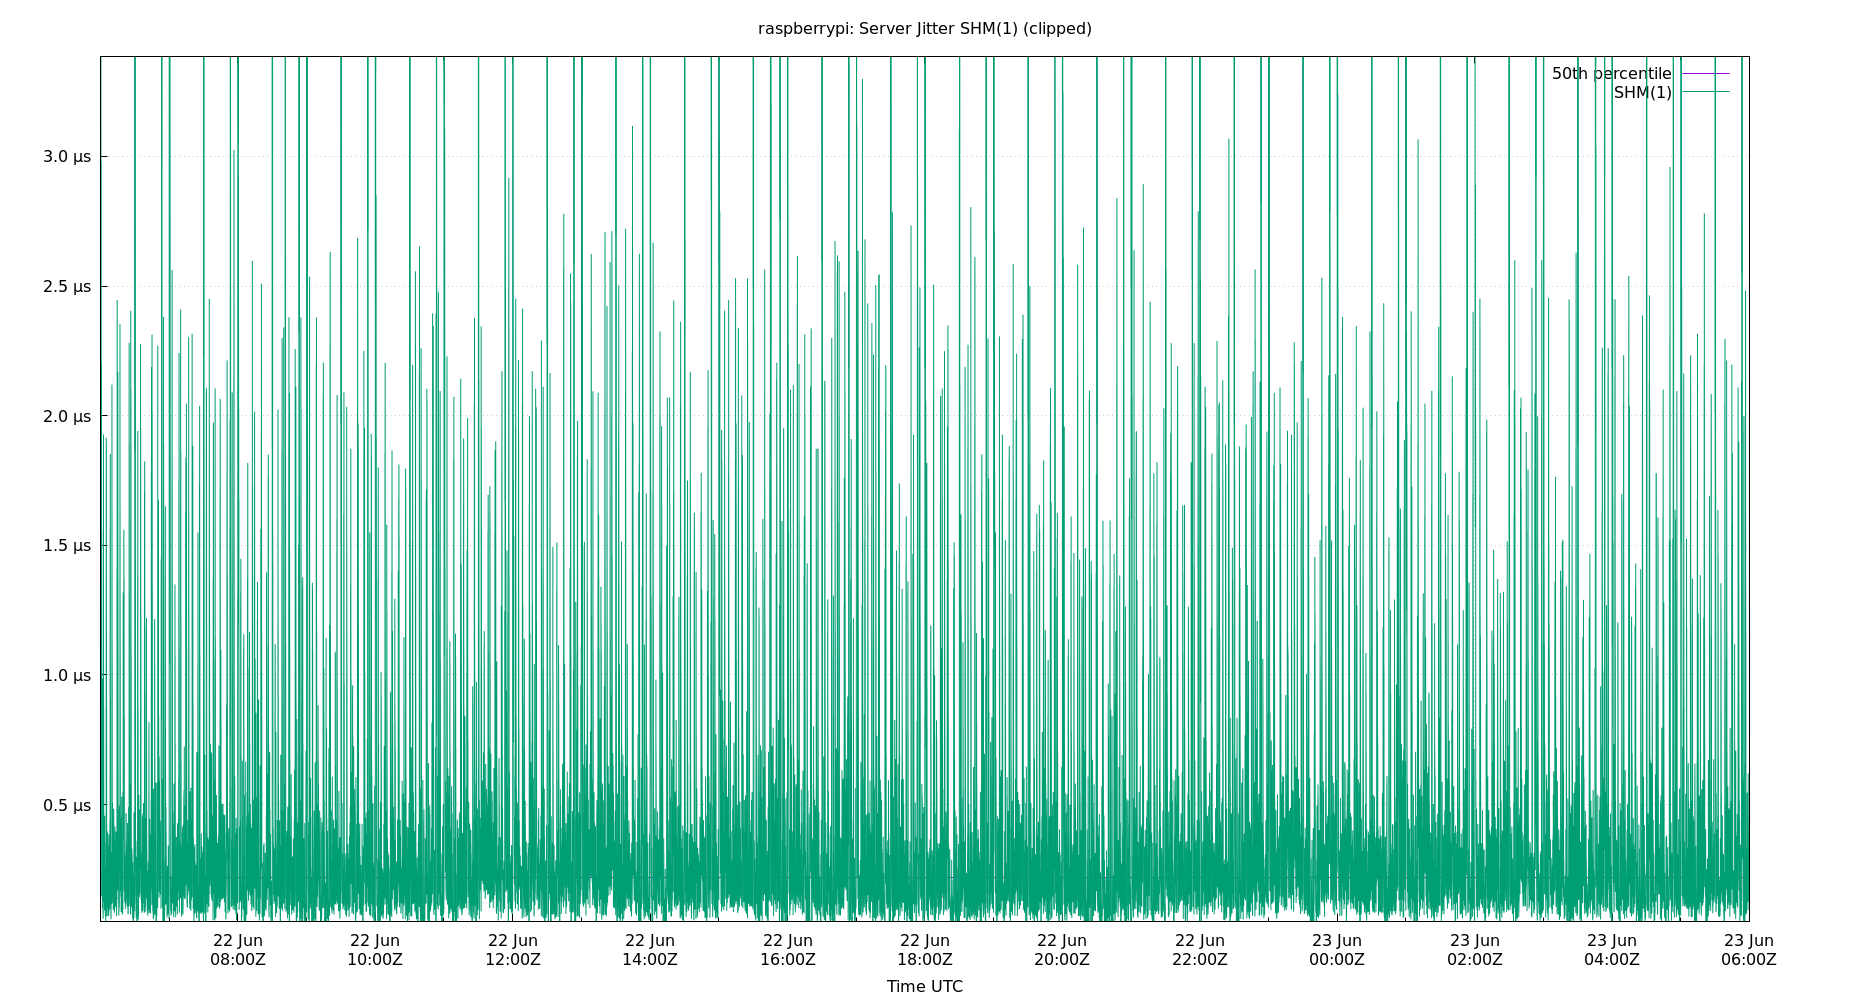 raspberrypi: Server Jitter SHM(1) (clipped)
50th percentile
SHM(1)
3.0 µs
2.5 µs
2.0 µs
1.5 µs
1.0 µs
0.5 µs
22 Jun 22 Jun 22 Jun 22 Jun 22 Jun 22 Jun 22 Jun 22 Jun 23 Jun 23 Jun 23 Jun 23 Jun
08:00Z 10:00Z 12:00Z 14:00Z 16:00Z 18:00Z 20:00Z 22:00Z 00:00Z 02:00Z 04:00Z 06:00Z
Time UTC